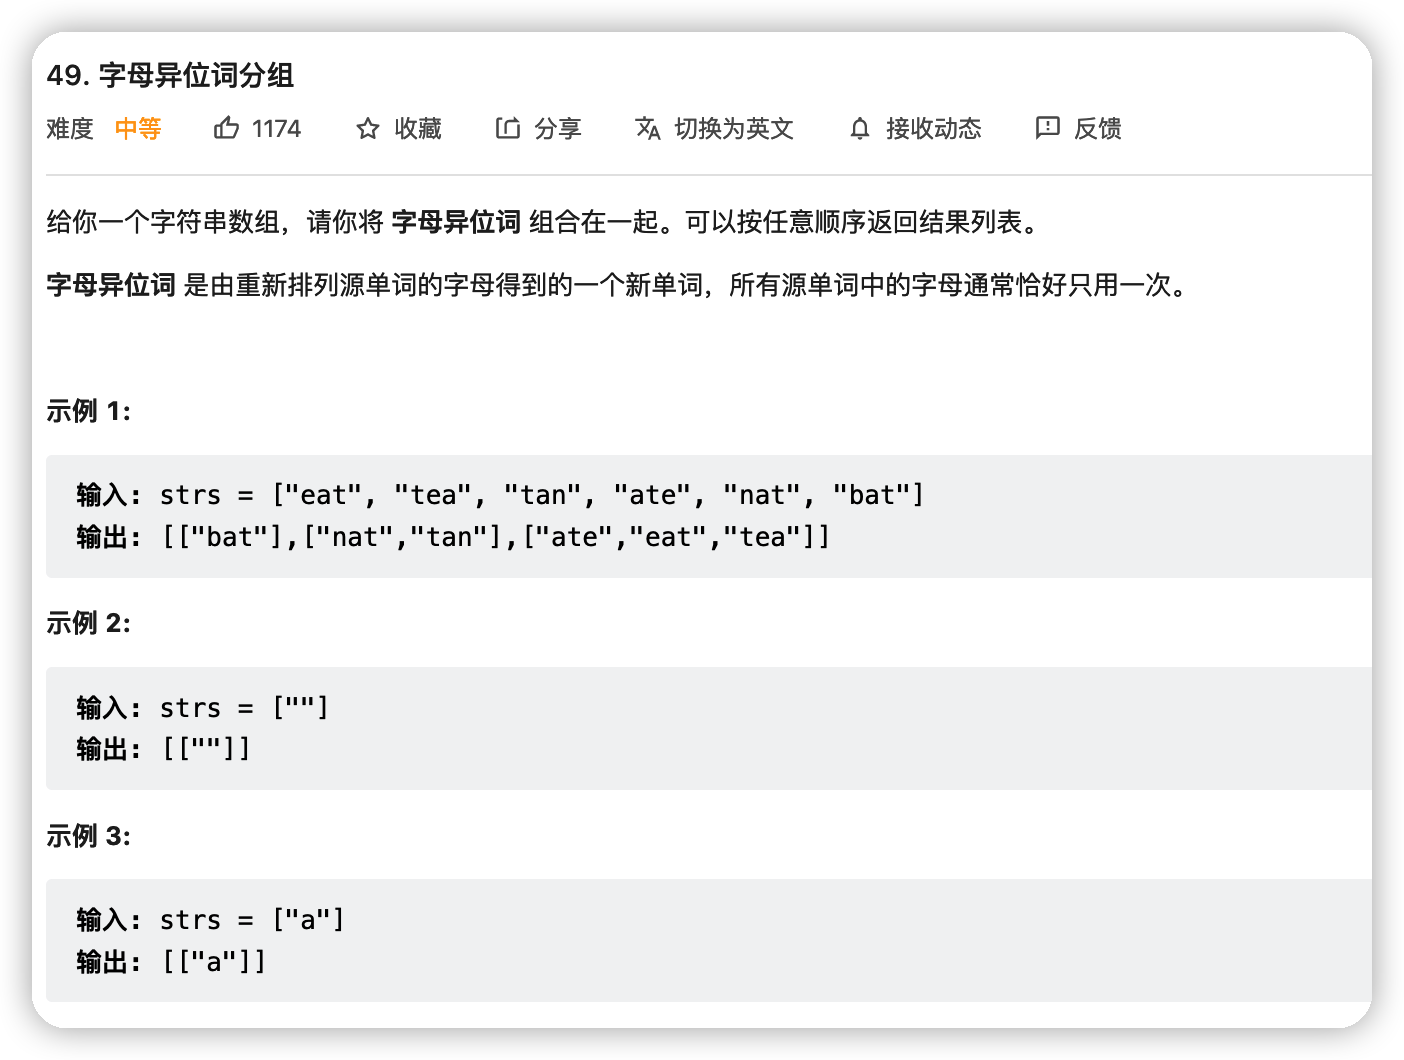 49. 字母异位词分组
难度 中等 1174 收藏 分享 切换为英文 接收动态 反馈
给你一个字符串数组，请你将 字母异位词 组合在一起。可以按任意顺序返回结果列表。
字母异位词 是由重新排列源单词的字母得到的一个新单词，所有源单词中的字母通常恰好只用一次。
示例 1:
输入: strs = ["eat", "tea", "tan", "ate", "nat", "bat"]
输出: [["bat"],["nat","tan"],["ate","eat","tea"]]
示例 2:
输入: strs = [""]
输出: [[""]]
示例 3:
输入: strs = ["a"]
输出: [["a"]]